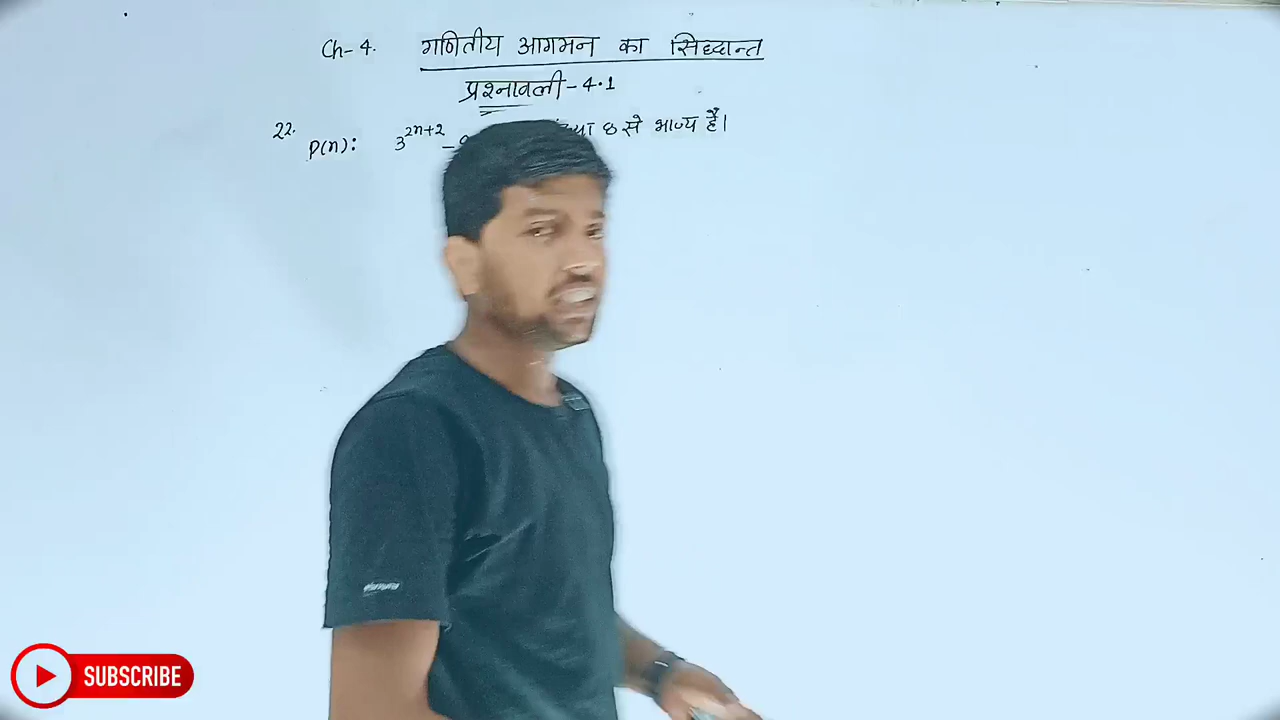 Ch-4. गणितीय आगमन का सिध्दान्त
प्रश्नावली-4.1
22. P(n): 3^{2n+2} - 8 से भाज्य है।
SUBSCRIBE